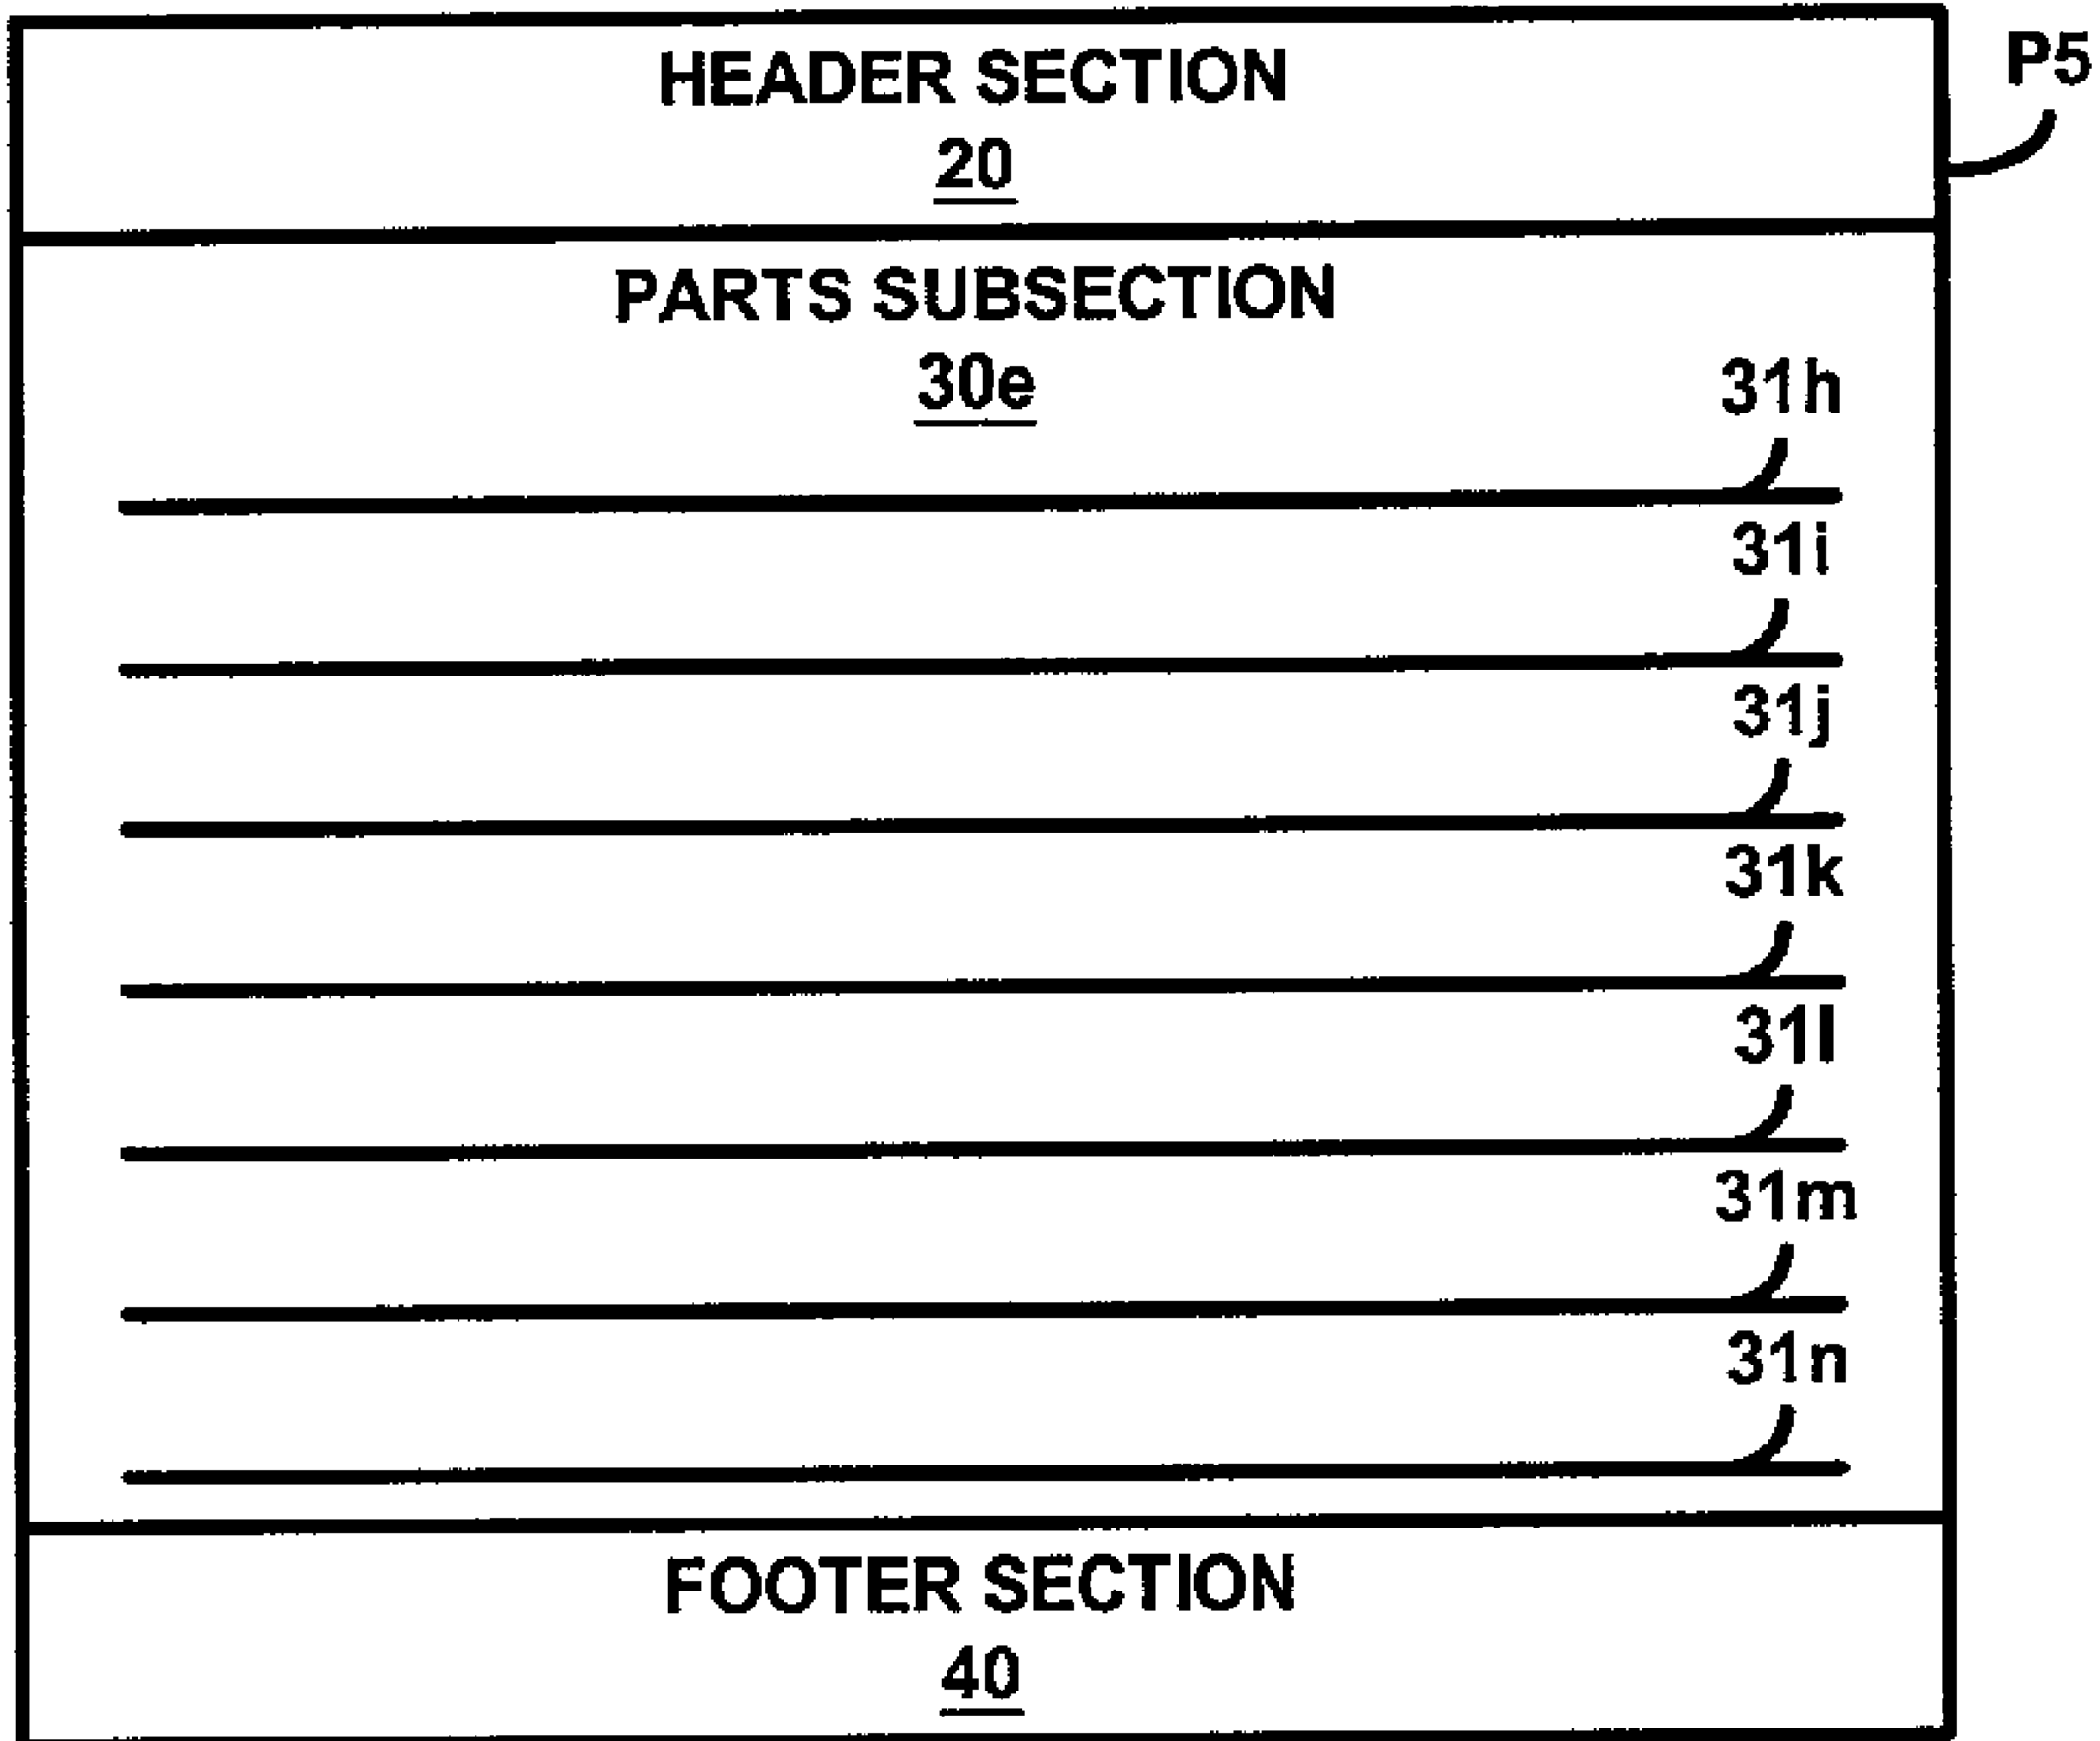 HEADER SECTION
P5
20
PARTS SUBSECTION
30e
31h
31i
31j
31k
31l
31m
31n
FOOTER SECTION
40